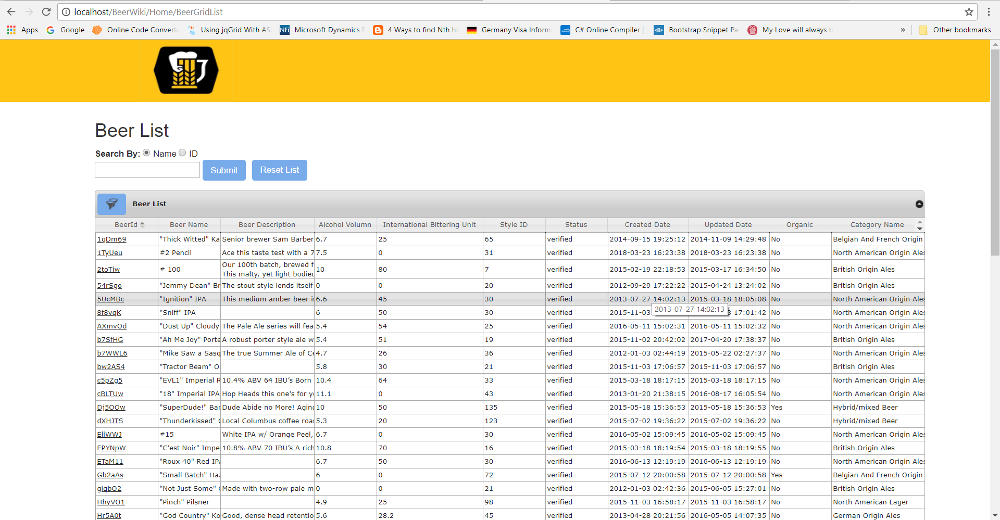 localhost/BeerWiki/Home/BeerGridList
Apps Google Online Code Convert Using jqGrid With AS NFi Microsoft Dynamics 4 Ways to find Nth hi Germany Visa Inform C# Online Compiler | Bootstrap Snippet Pa My Love will always b » Other bookmarks
Beer List
Search By: Name ID
Submit Reset List
Beer List
BeerId Beer Name Beer Description Alcohol Volumn International Bittering Unit Style ID Status Created Date Updated Date Organic Category Name
1qDm69 "Thick Witted" Ka Senior brewer Sam Barber 6.7 25 65 verified 2014-09-15 19:25:12 2014-11-09 14:29:48 No Belgian And French Origin
1TyUeu #2 Pencil Ace this taste test with a 7 7.5 0 31 verified 2018-03-23 16:23:38 2018-03-23 16:23:38 No North American Origin Ales
2toTiw # 100 Our 100th batch, brewed f 10 80 7 verified 2015-02-19 22:18:53 2015-03-17 16:34:50 No British Origin Ales
This malty, yet light bodied
54rSgo "Jemmy Dean" Br The stout style lends itself 0 0 20 verified 2012-09-29 17:22:22 2015-04-24 13:24:02 No British Origin Ales
5UcMBc "Ignition" IPA This medium amber beer is 6.6 45 30 verified 2013-07-27 14:02:13 2015-03-18 18:05:08 No North American Origin Ales
2013-07-27 14:02:13
8f8vqK "Sniff" IPA 6 50 30 verified 2015-11-03 3 17:01:42 No North American Origin Ales
AXmvOd "Dust Up" Cloudy The Pale Ale series will fea 5.4 54 25 verified 2016-05-11 15:02:31 2016-05-11 15:02:32 No North American Origin Ales
b7SfHG "Ah Me Joy" Porte A robust porter style ale w 5.4 51 19 verified 2015-11-02 20:42:02 2017-04-20 17:38:37 No British Origin Ales
b7WWL6 "Mike Saw a Sasq The true Summer Ale of Ce 4.7 26 36 verified 2012-01-03 02:44:19 2015-05-22 02:27:37 No North American Origin Ales
bw2AS4 "Tractor Beam" O 5.8 30 21 verified 2015-11-03 17:06:57 2015-11-03 17:06:57 No British Origin Ales
c5pZg5 "EVL1" Imperial R 10.4% ABV 64 IBU’s Born 10.4 64 33 verified 2015-03-18 18:17:15 2015-03-18 18:17:15 No North American Origin Ales
cBLTUw "18" Imperial IPA Hop Heads this one's for y 11.1 0 43 verified 2013-01-20 21:38:15 2016-08-17 16:05:54 No North American Origin Ales
Dj5OOw "SuperDude!" Bar Dude Abide no More! Aging 10 50 135 verified 2015-05-18 15:36:53 2015-05-18 15:36:53 Yes Hybrid/mixed Beer
dXHJTS "Thunderkissed" C Local Columbus coffee roas 5.3 20 123 verified 2015-07-02 19:36:22 2015-07-02 19:36:22 No Hybrid/mixed Beer
EliWWJ #15 White IPA w/ Orange Peel, 6.7 0 30 verified 2016-05-02 15:09:45 2016-05-02 15:09:45 No North American Origin Ales
EPYNpW "C’est Noir" Impe 10.8% ABV 70 IBU’s A rich 10.8 70 16 verified 2015-03-18 18:19:54 2015-03-18 18:19:55 No British Origin Ales
ETaM11 "Roux 40" Red IPA 6.7 50 30 verified 2016-06-13 12:19:19 2016-06-13 12:19:19 No North American Origin Ales
Gb2aAs "Small Batch" Haz 6 0 72 verified 2015-07-12 20:00:58 2015-07-12 20:00:58 Yes Belgian And French Origin
giqbO2 "Not Just Some" C Made with two-row pale m 0 0 21 verified 2012-01-03 02:42:36 2015-06-05 15:27:01 No British Origin Ales
HhyVO1 "Pinch" Pilsner 4.9 25 98 verified 2015-11-03 16:58:17 2015-11-03 16:58:17 No North American Lager
Hr5A0t "God Country" Ko Good, dense head retentio 5.6 28.2 45 verified 2013-04-28 20:21:56 2016-05-05 14:07:35 No German Origin Ales